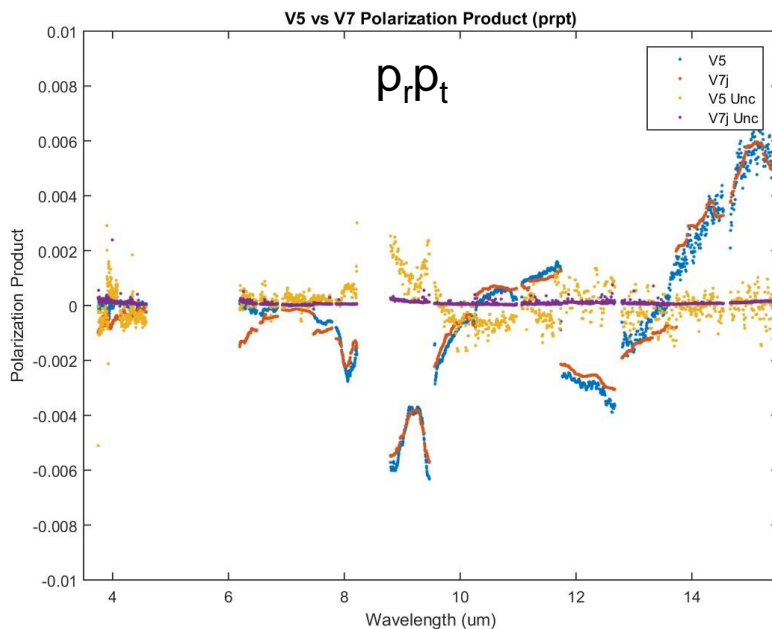 V5 vs V7 Polarization Product (prpt)
0.01
0.008
0.006
0.004
0.002
0
-0.002
-0.004
-0.006
-0.008
-0.01
Polarization Product
prpt
V5
V7j
V5 Unc
V7j Unc
4 6 8 10 12 14
Wavelength (um)